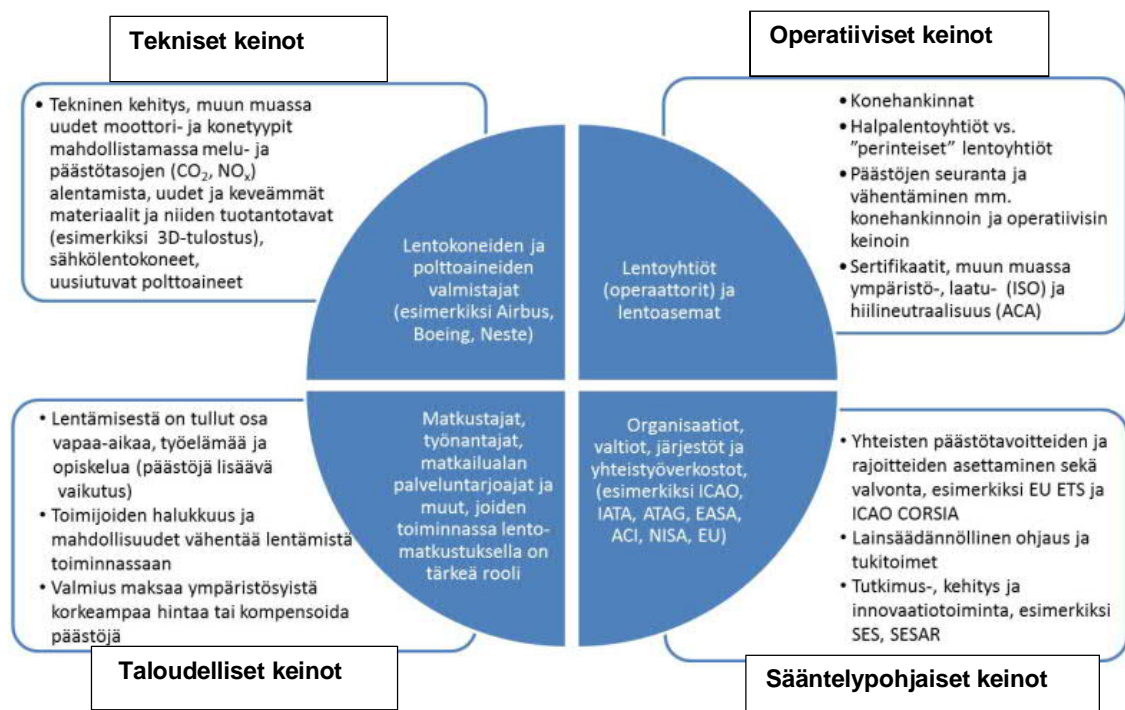 Tekniset keinot
• Tekninen kehitys, muun muassa
uudet moottori- ja konetyypit
mahdollistamassa melu- ja
päästötasojen (CO₂, NOₓ)
alentamista, uudet ja keveämmät
materiaalit ja niiden tuotantotavat
(esimerkiksi 3D-tulostus),
sähkölentokoneet,
uusiutuvat polttoaineet
Lentokoneiden ja
polttoaineiden
valmistajat
(esimerkiksi Airbus,
Boeing, Neste)
Operatiiviset keinot
• Konehankinnat
• Halpalentoyhtiöt vs.
"perinteiset" lentoyhtiöt
• Päästöjen seuranta ja
vähentäminen mm.
konehankinnoin ja operatiivisin
keinoin
• Sertifikaatit, muun muassa
ympäristö-, laatu- (ISO) ja
hiilineutraalisuus (ACA)
Lentoyhtiöt
(operaattorit) ja
lentoasemat
• Lentämisestä on tullut osa
vapaa-aikaa, työelämää ja
opiskelua (päästöjä lisäävä
vaikutus)
• Toimijoiden halukkuus ja
mahdollisuudet vähentää lentämistä
toiminnassaan
• Valmius maksaa ympäristösyistä
korkeampaa hintaa tai kompensoida
päästöjä
Taloudelliset keinot
Matkustajat,
työnantajat,
matkailualan
palveluntarjoajat ja
muut, joiden
toiminnassa lento-
matkustuksella on
tärkeä rooli
Organisaatiot,
valtiot, järjestöt ja
yhteistyöverkostot,
(esimerkiksi ICAO,
IATA, ATAG, EASA,
ACI, NISA, EU)
• Yhteisten päästötavoitteiden ja
rajoitteiden asettaminen sekä
valvonta, esimerkiksi EU ETS ja
ICAO CORSIA
• Lainsäädännöllinen ohjaus ja
tukitoimet
• Tutkimus-, kehitys ja
innovaatiotoiminta, esimerkiksi
SES, SESAR
Sääntelypohjaiset keinot